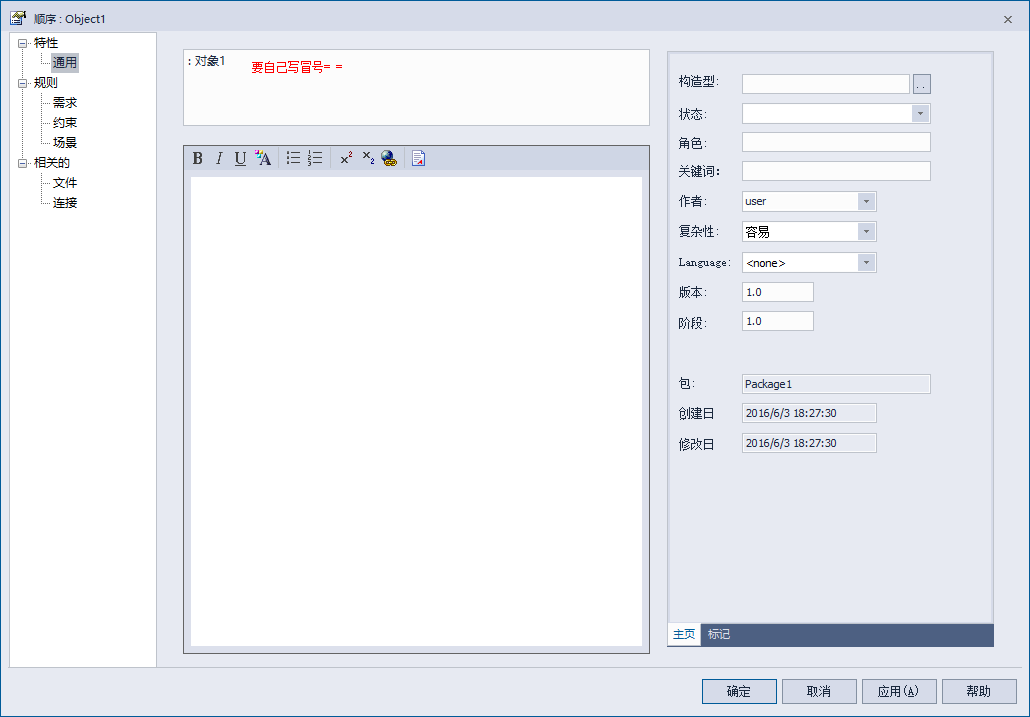 顺序 : Object1
特性
通用
规则
需求
约束
场景
相关的
文件
连接
: 对象1
要自己写冒号= =
B I U A x² x₂
构造型:
..
状态:
角色:
关键词:
作者: user
复杂性: 容易
Language: <none>
版本: 1.0
阶段: 1.0
包: Package1
创建日 2016/6/3 18:27:30
修改日 2016/6/3 18:27:30
主页 标记
确定 取消 应用(A) 帮助